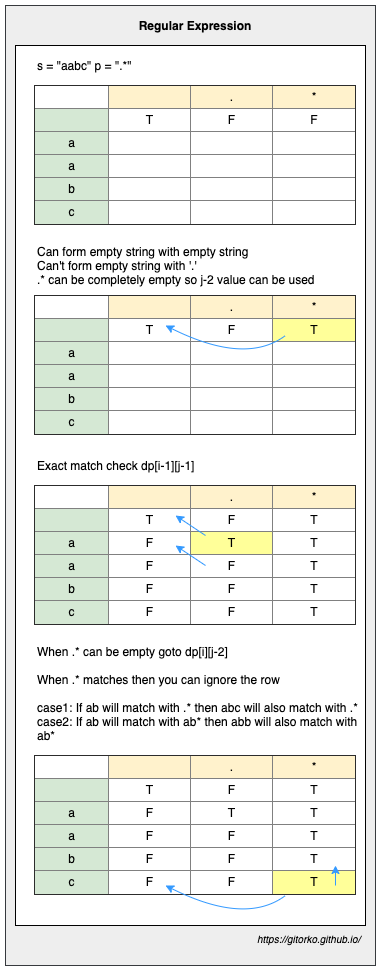 Regular Expression
s = "aabc" p = ".*"
. *
T F F
a
a
b
c
Can form empty string with empty string
Can't form empty string with '.'
.* can be completely empty so j-2 value can be used
. *
T F T
a
a
b
c
Exact match check dp[i-1][j-1]
. *
T F T
a F T T
a F F T
b F F T
c F F T
When .* can be empty goto dp[i][j-2]
When .* matches then you can ignore the row
case1: If ab will match with .* then abc will also match with .*
case2: If ab will match with ab* then abb will also match with
ab*
. *
T F T
a F T T
a F F T
b F F T
c F F T
https://gitorko.github.io/